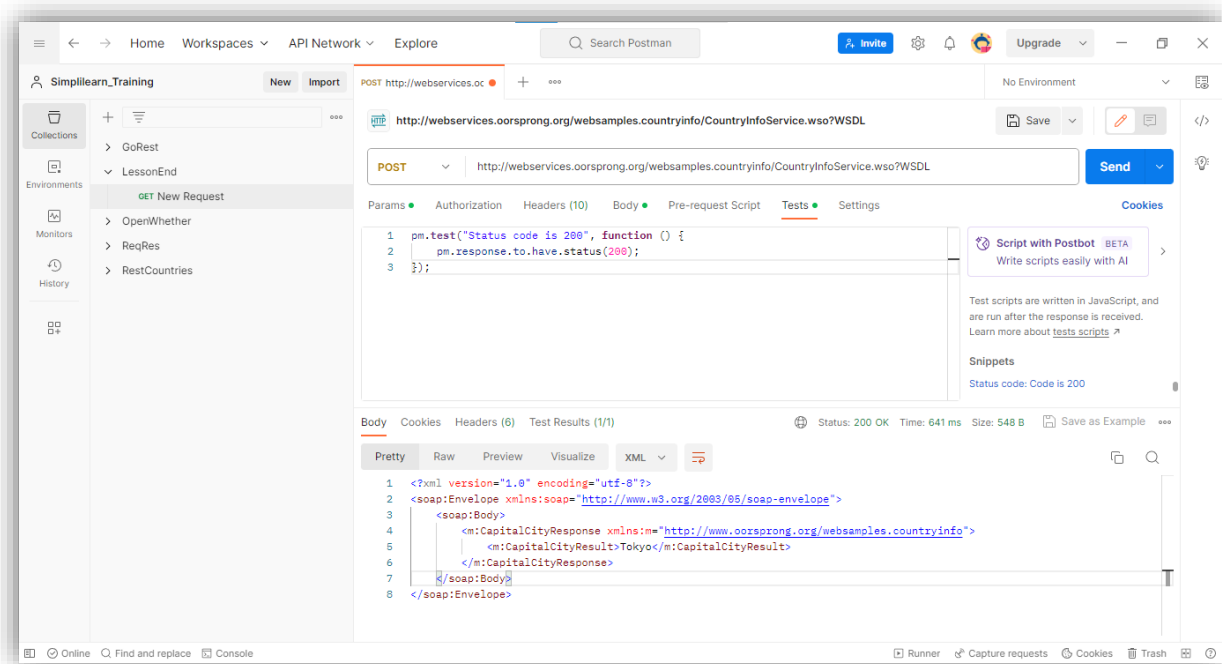 Home Workspaces API Network Explore Search Postman Invite Upgrade
Simplilearn_Training New Import POST http://webservices.oc No Environment
Collections
Environments
Monitors
History
GoRest
LessonEnd
GET New Request
OpenWhether
ReqRes
RestCountries
HTTP http://webservices.oorsprong.org/websamples.countryinfo/CountryInfoService.wso?WSDL Save
POST http://webservices.oorsprong.org/websamples.countryinfo/CountryInfoService.wso?WSDL Send
Params Authorization Headers (10) Body Pre-request Script Tests Settings Cookies
1 pm.test("Status code is 200", function () {
2 pm.response.to.have.status(200);
3 });
Script with Postbot BETA
Write scripts easily with AI
Test scripts are written in JavaScript, and
are run after the response is received.
Learn more about tests scripts
Snippets
Status code: Code is 200
Body Cookies Headers (6) Test Results (1/1) Status: 200 OK Time: 641 ms Size: 548 B Save as Example
Pretty Raw Preview Visualize XML
1 <?xml version="1.0" encoding="utf-8"?>
2 <soap:Envelope xmlns:soap="http://www.w3.org/2003/05/soap-envelope">
3 <soap:Body>
4 <m:CapitalCityResponse xmlns:m="http://www.oorsprong.org/websamples.countryinfo">
5 <m:CapitalCityResult>Tokyo</m:CapitalCityResult>
6 </m:CapitalCityResponse>
7 </soap:Body>
8 </soap:Envelope>
Online Find and replace Console Runner Capture requests Cookies Trash